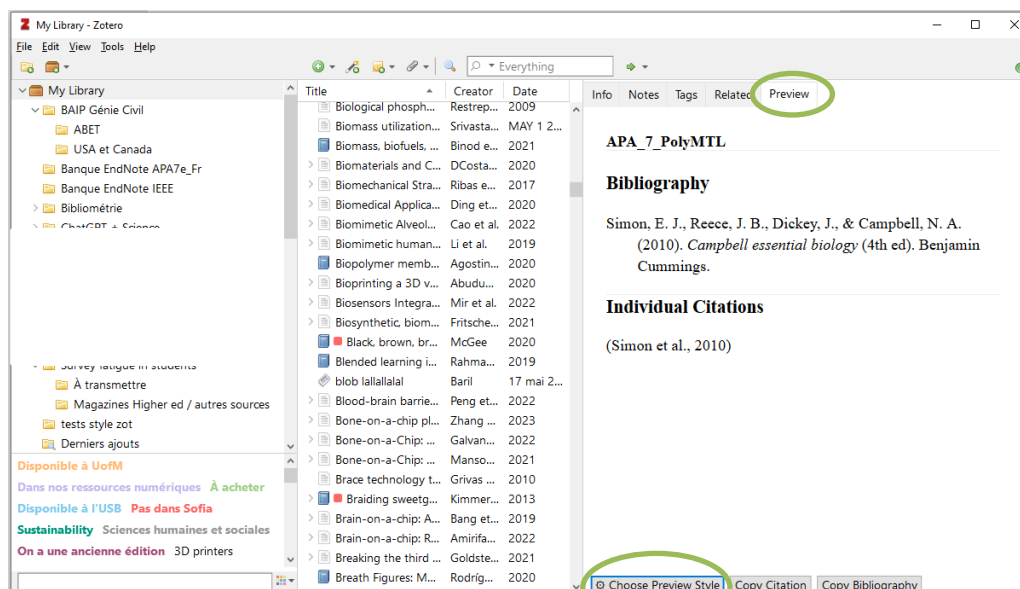 My Library - Zotero
File Edit View Tools Help
Everything
My Library
BAIP Génie Civil
ABET
USA et Canada
Banque EndNote APA7e_Fr
Banque EndNote IEEE
Bibliométrie
ChatGPT + Science
Survey fatigue in students
À transmettre
Magazines Higher ed / autres sources
tests style zot
Derniers ajouts
Disponible à UofM
Dans nos ressources numériques À acheter
Disponible à l'USB Pas dans Sofia
Sustainability Sciences humaines et sociales
On a une ancienne édition 3D printers
Title Creator Date
Biological phosph... Restrep... 2009
Biomass utilization... Srivasta... MAY 1 2...
Biomass, biofuels, ... Binod e... 2021
Biomaterials and C... DCosta... 2020
Biomechanical Stra... Ribas e... 2017
Biomedical Applica... Ding et... 2020
Biomimetic Alveol... Cao et al. 2022
Biomimetic human... Li et al. 2019
Biopolymer memb... Agostin... 2020
Bioprinting a 3D v... Abudu... 2020
Biosensors Integra... Mir et al. 2022
Biosynthetic, biom... Fritsche... 2021
Black, brown, br... McGee 2020
Blended learning i... Rahma... 2019
blob lallallalal Baril 17 mai 2...
Blood-brain barrie... Peng et... 2022
Bone-on-a-chip pl... Zhang ... 2023
Bone-on-a-Chip: ... Galvan... 2022
Bone-on-a-Chip: ... Manso... 2021
Brace technology t... Grivas ... 2010
Braiding sweetg... Kimmer... 2013
Brain-on-a-chip: A... Bang et... 2019
Brain-on-a-chip: R... Amirifa... 2022
Breaking the third ... Goldste... 2021
Breath Figures: M... Rodríg... 2020
Info Notes Tags Related Preview
APA_7_PolyMTL
Bibliography
Simon, E. J., Reece, J. B., Dickey, J., & Campbell, N. A.
(2010). Campbell essential biology (4th ed). Benjamin
Cummings.
Individual Citations
(Simon et al., 2010)
Choose Preview Style Copy Citation Copy Bibliography